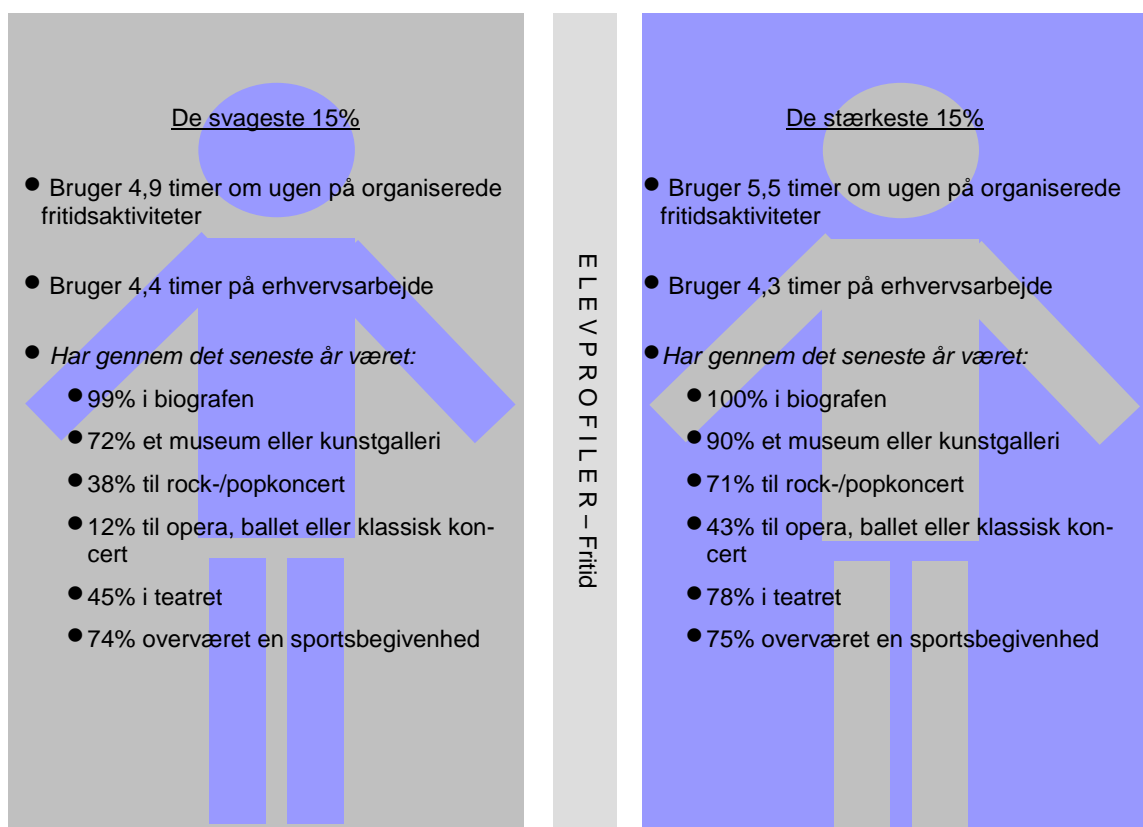 De svageste 15%
● Bruger 4,9 timer om ugen på organiserede
fritidsaktiviteter
● Bruger 4,4 timer på erhvervsarbejde
● Har gennem det seneste år været:
● 99% i biografen
● 72% et museum eller kunstgalleri
● 38% til rock-/popkoncert
● 12% til opera, ballet eller klassisk kon-
cert
● 45% i teatret
● 74% overværet en sportsbegivenhed
ELEVPROFILER – Fritid
De stærkeste 15%
● Bruger 5,5 timer om ugen på organiserede
fritidsaktiviteter
● Bruger 4,3 timer på erhvervsarbejde
● Har gennem det seneste år været:
● 100% i biografen
● 90% et museum eller kunstgalleri
● 71% til rock-/popkoncert
● 43% til opera, ballet eller klassisk kon-
cert
● 78% i teatret
● 75% overværet en sportsbegivenhed